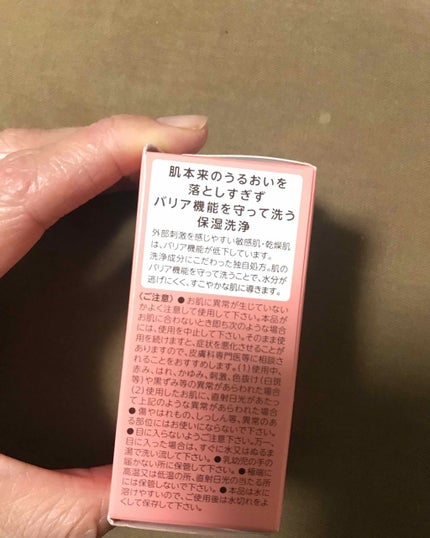 肌本来のうるおいを
落としすぎず
バリア機能を守って洗う
保湿洗浄
外部刺激を感じやすい敏感肌・乾燥肌
は、バリア機能が低下しています。
洗浄成分にこだわった独自処方。肌の
バリア機能を守って洗うことで、水分が
逃げにくく、すこやかな肌に導きます。
〈ご注意〉●お肌に異常が生じていない
かよく注意して使用して下さい。本品が
お肌に合わないとき即ち次のような場合
には、使用を中止して下さい。そのまま使
用を続けますと、症状を悪化させることが
ありますので、皮膚科専門医等に相談さ
れることをおすすめします。(1)使用中、
赤み、はれ、かゆみ、刺激、色抜け(白斑
等)や黒ずみ等の異常があらわれた場合
(2)使用したお肌に、直射日光があたっ
て上記のような異常があらわれた場合
●傷やはれもの、しっしん等、異常のあ
る部位にはお使いにならないで下さい。
●目に入らないようご注意下さい。万一、
目に入った場合は、すぐに水又はぬるま
湯で洗い流して下さい。●乳幼児の手の
届かない所に保管して下さい。●極端に
高温又は低温の所、直射日光の当たる所
には保管しないで下さい。●本品は水に
溶けやすいので、ご使用後は水切れをよ
くして保存して下さい。